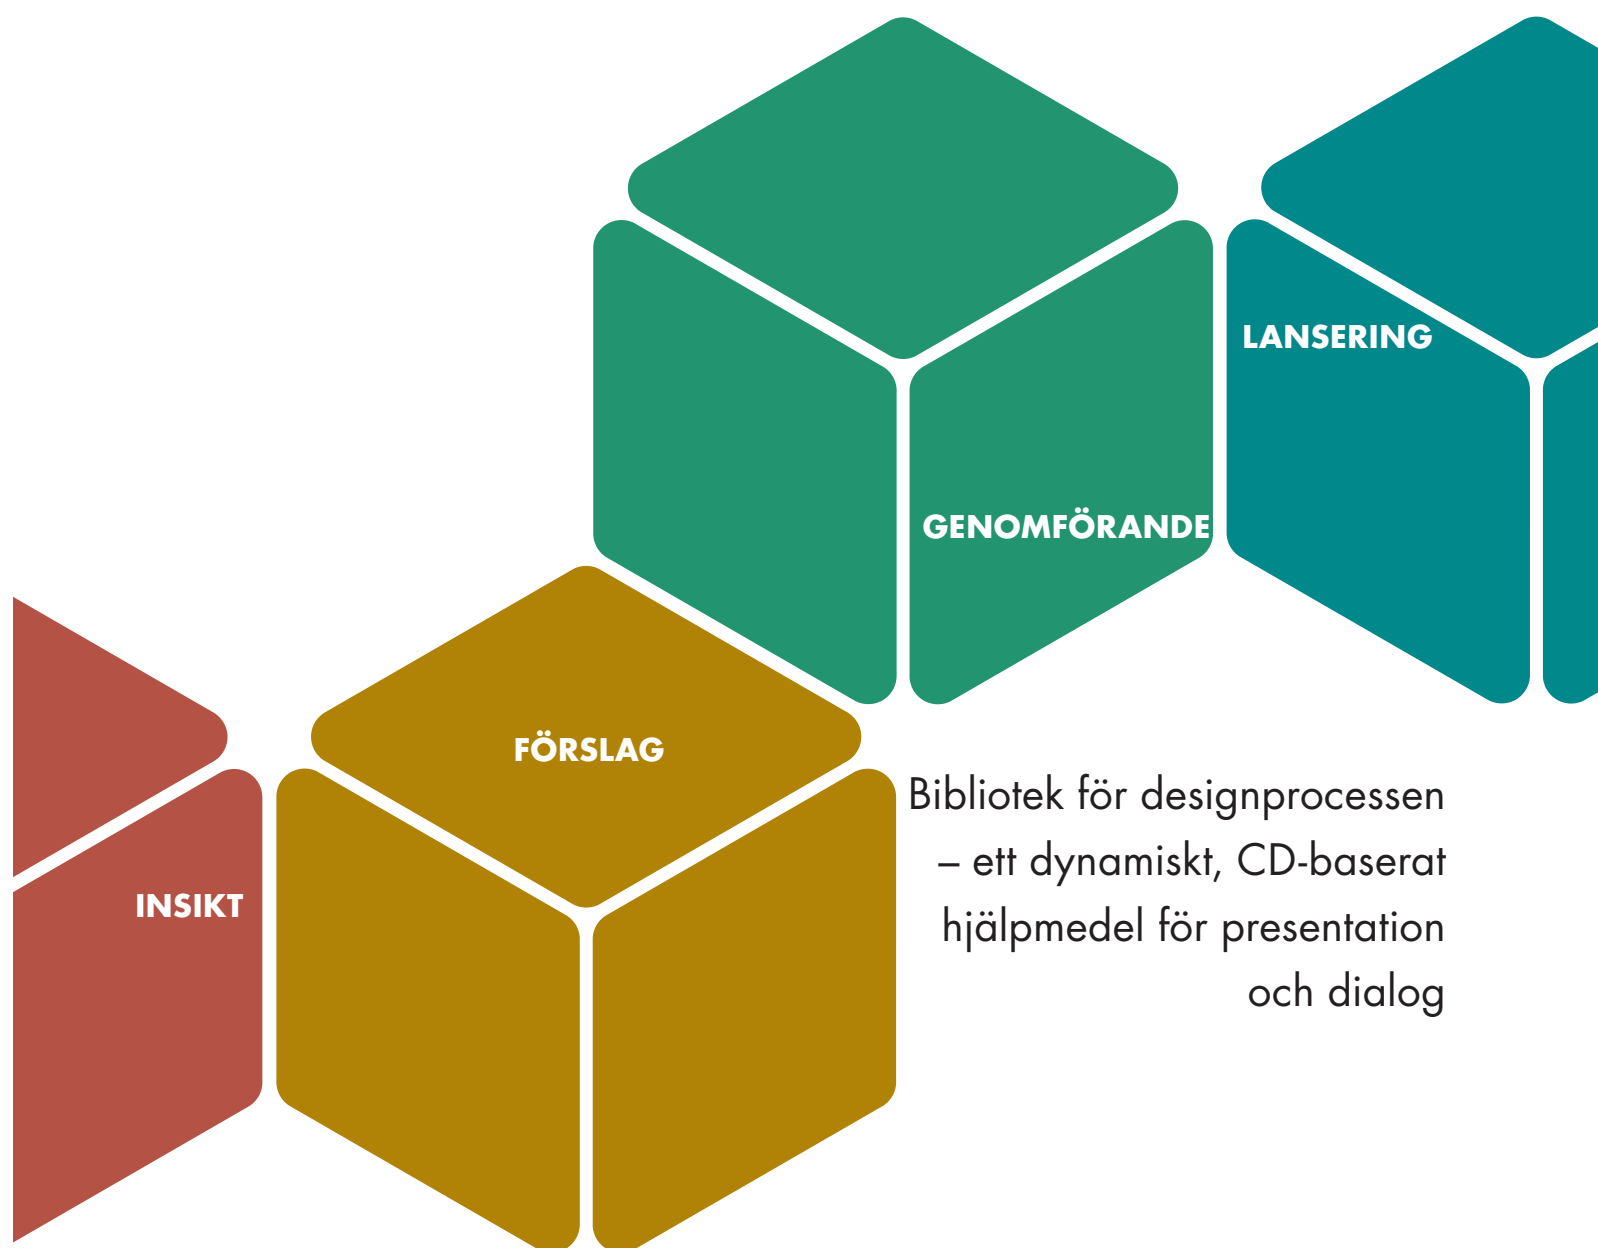 LANSERING
GENOMFÖRANDE
FÖRSLAG
INSIKT
Bibliotek för designprocessen
– ett dynamiskt, CD-baserat
hjälpmedel för presentation
och dialog